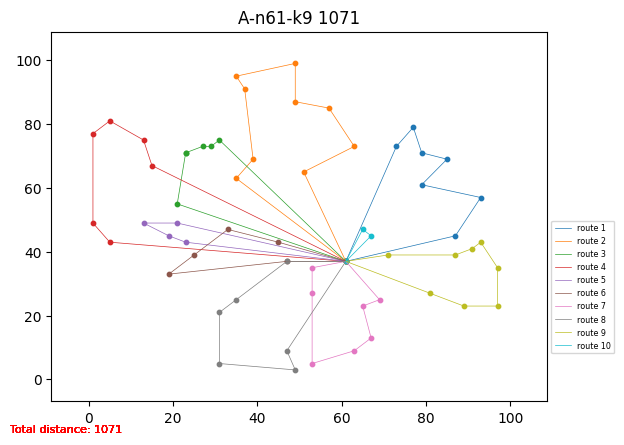 A-n61-k9 1071
100
80
60
40
20
0
0 20 40 60 80 100
route 1
route 2
route 3
route 4
route 5
route 6
route 7
route 8
route 9
route 10
Total distance: 1071